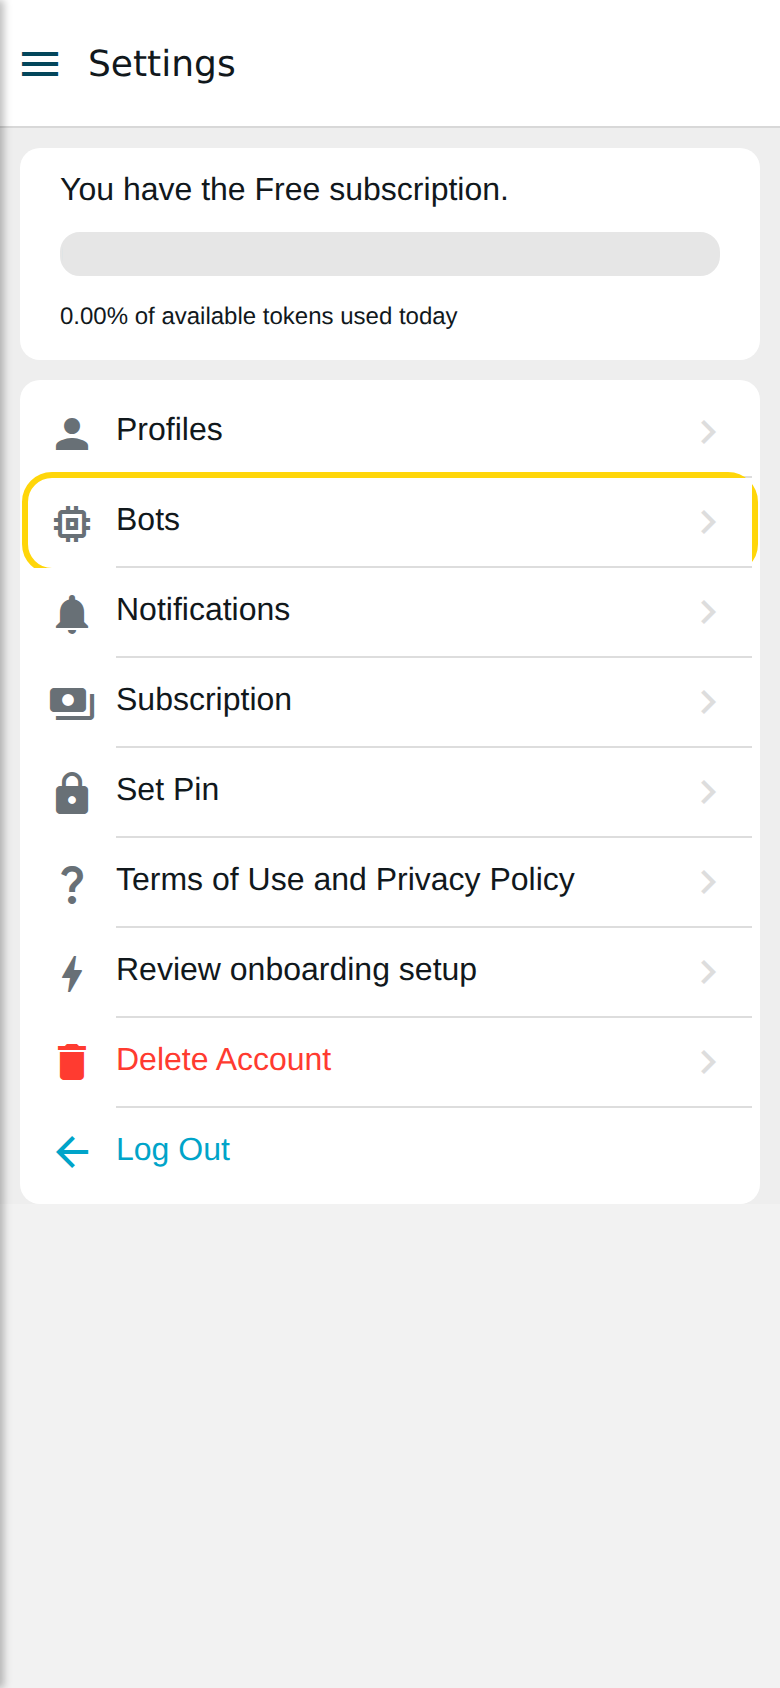 Settings
You have the Free subscription.
0.00% of available tokens used today
Profiles
Bots
Notifications
Subscription
Set Pin
Terms of Use and Privacy Policy
Review onboarding setup
Delete Account
Log Out